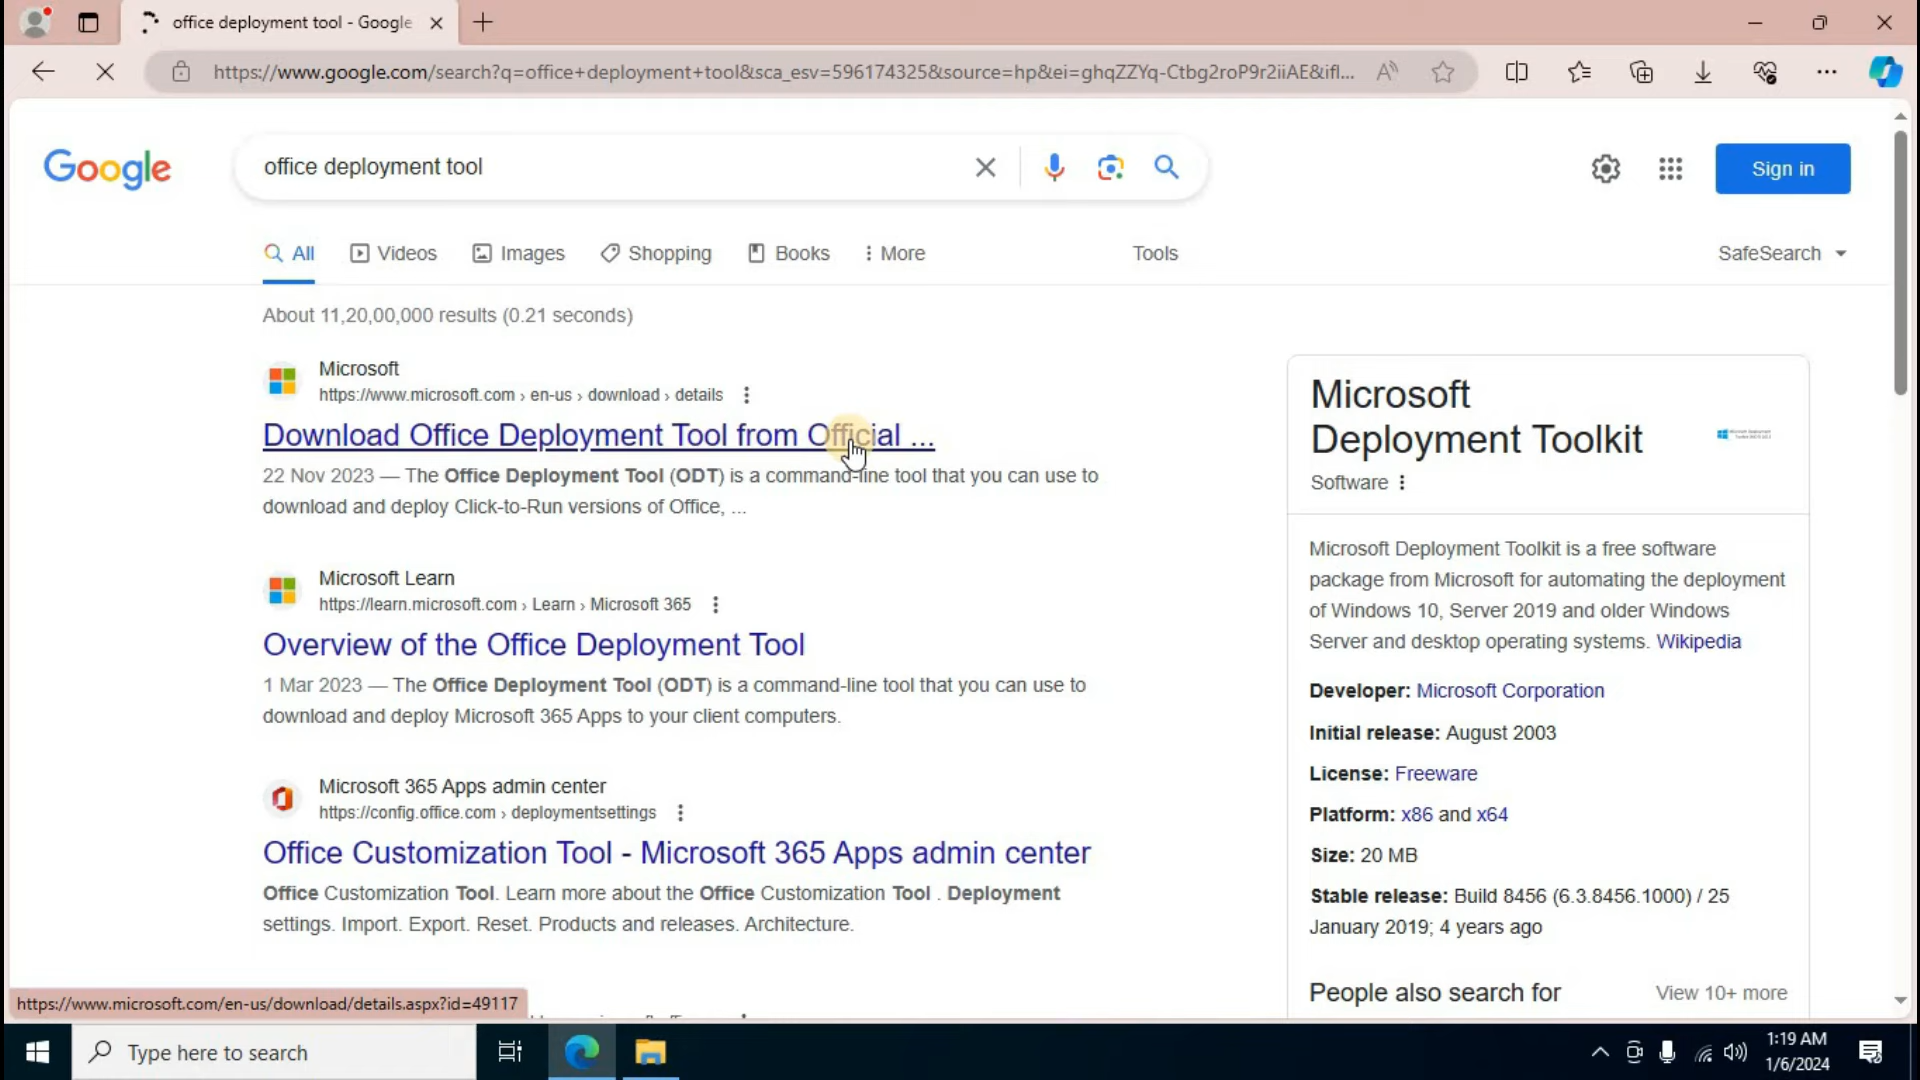 office deployment tool - Google
https://www.google.com/search?q=office+deployment+tool&sca_esv=596174325&source=hp&ei=ghqZZYq-Ctbg2roP9r2iiAE&ifl...
Google
office deployment tool
Sign in
All
Videos
Images
Shopping
Books
More
Tools
SafeSearch
About 11,20,00,000 results (0.21 seconds)
Microsoft
https://www.microsoft.com › en-us › download › details
Download Office Deployment Tool from Official ...
22 Nov 2023 — The Office Deployment Tool (ODT) is a command-line tool that you can use to
download and deploy Click-to-Run versions of Office, ...
Microsoft Learn
https://learn.microsoft.com › Learn › Microsoft 365
Overview of the Office Deployment Tool
1 Mar 2023 — The Office Deployment Tool (ODT) is a command-line tool that you can use to
download and deploy Microsoft 365 Apps to your client computers.
Microsoft 365 Apps admin center
https://config.office.com › deploymentsettings
Office Customization Tool - Microsoft 365 Apps admin center
Office Customization Tool. Learn more about the Office Customization Tool . Deployment
settings. Import. Export. Reset. Products and releases. Architecture.
Microsoft
Deployment Toolkit
Software
Microsoft Deployment Toolkit is a free software
package from Microsoft for automating the deployment
of Windows 10, Server 2019 and older Windows
Server and desktop operating systems. Wikipedia
Developer: Microsoft Corporation
Initial release: August 2003
License: Freeware
Platform: x86 and x64
Size: 20 MB
Stable release: Build 8456 (6.3.8456.1000) / 25
January 2019; 4 years ago
People also search for
View 10+ more
https://www.microsoft.com/en-us/download/details.aspx?id=49117
Type here to search
1:19 AM
1/6/2024